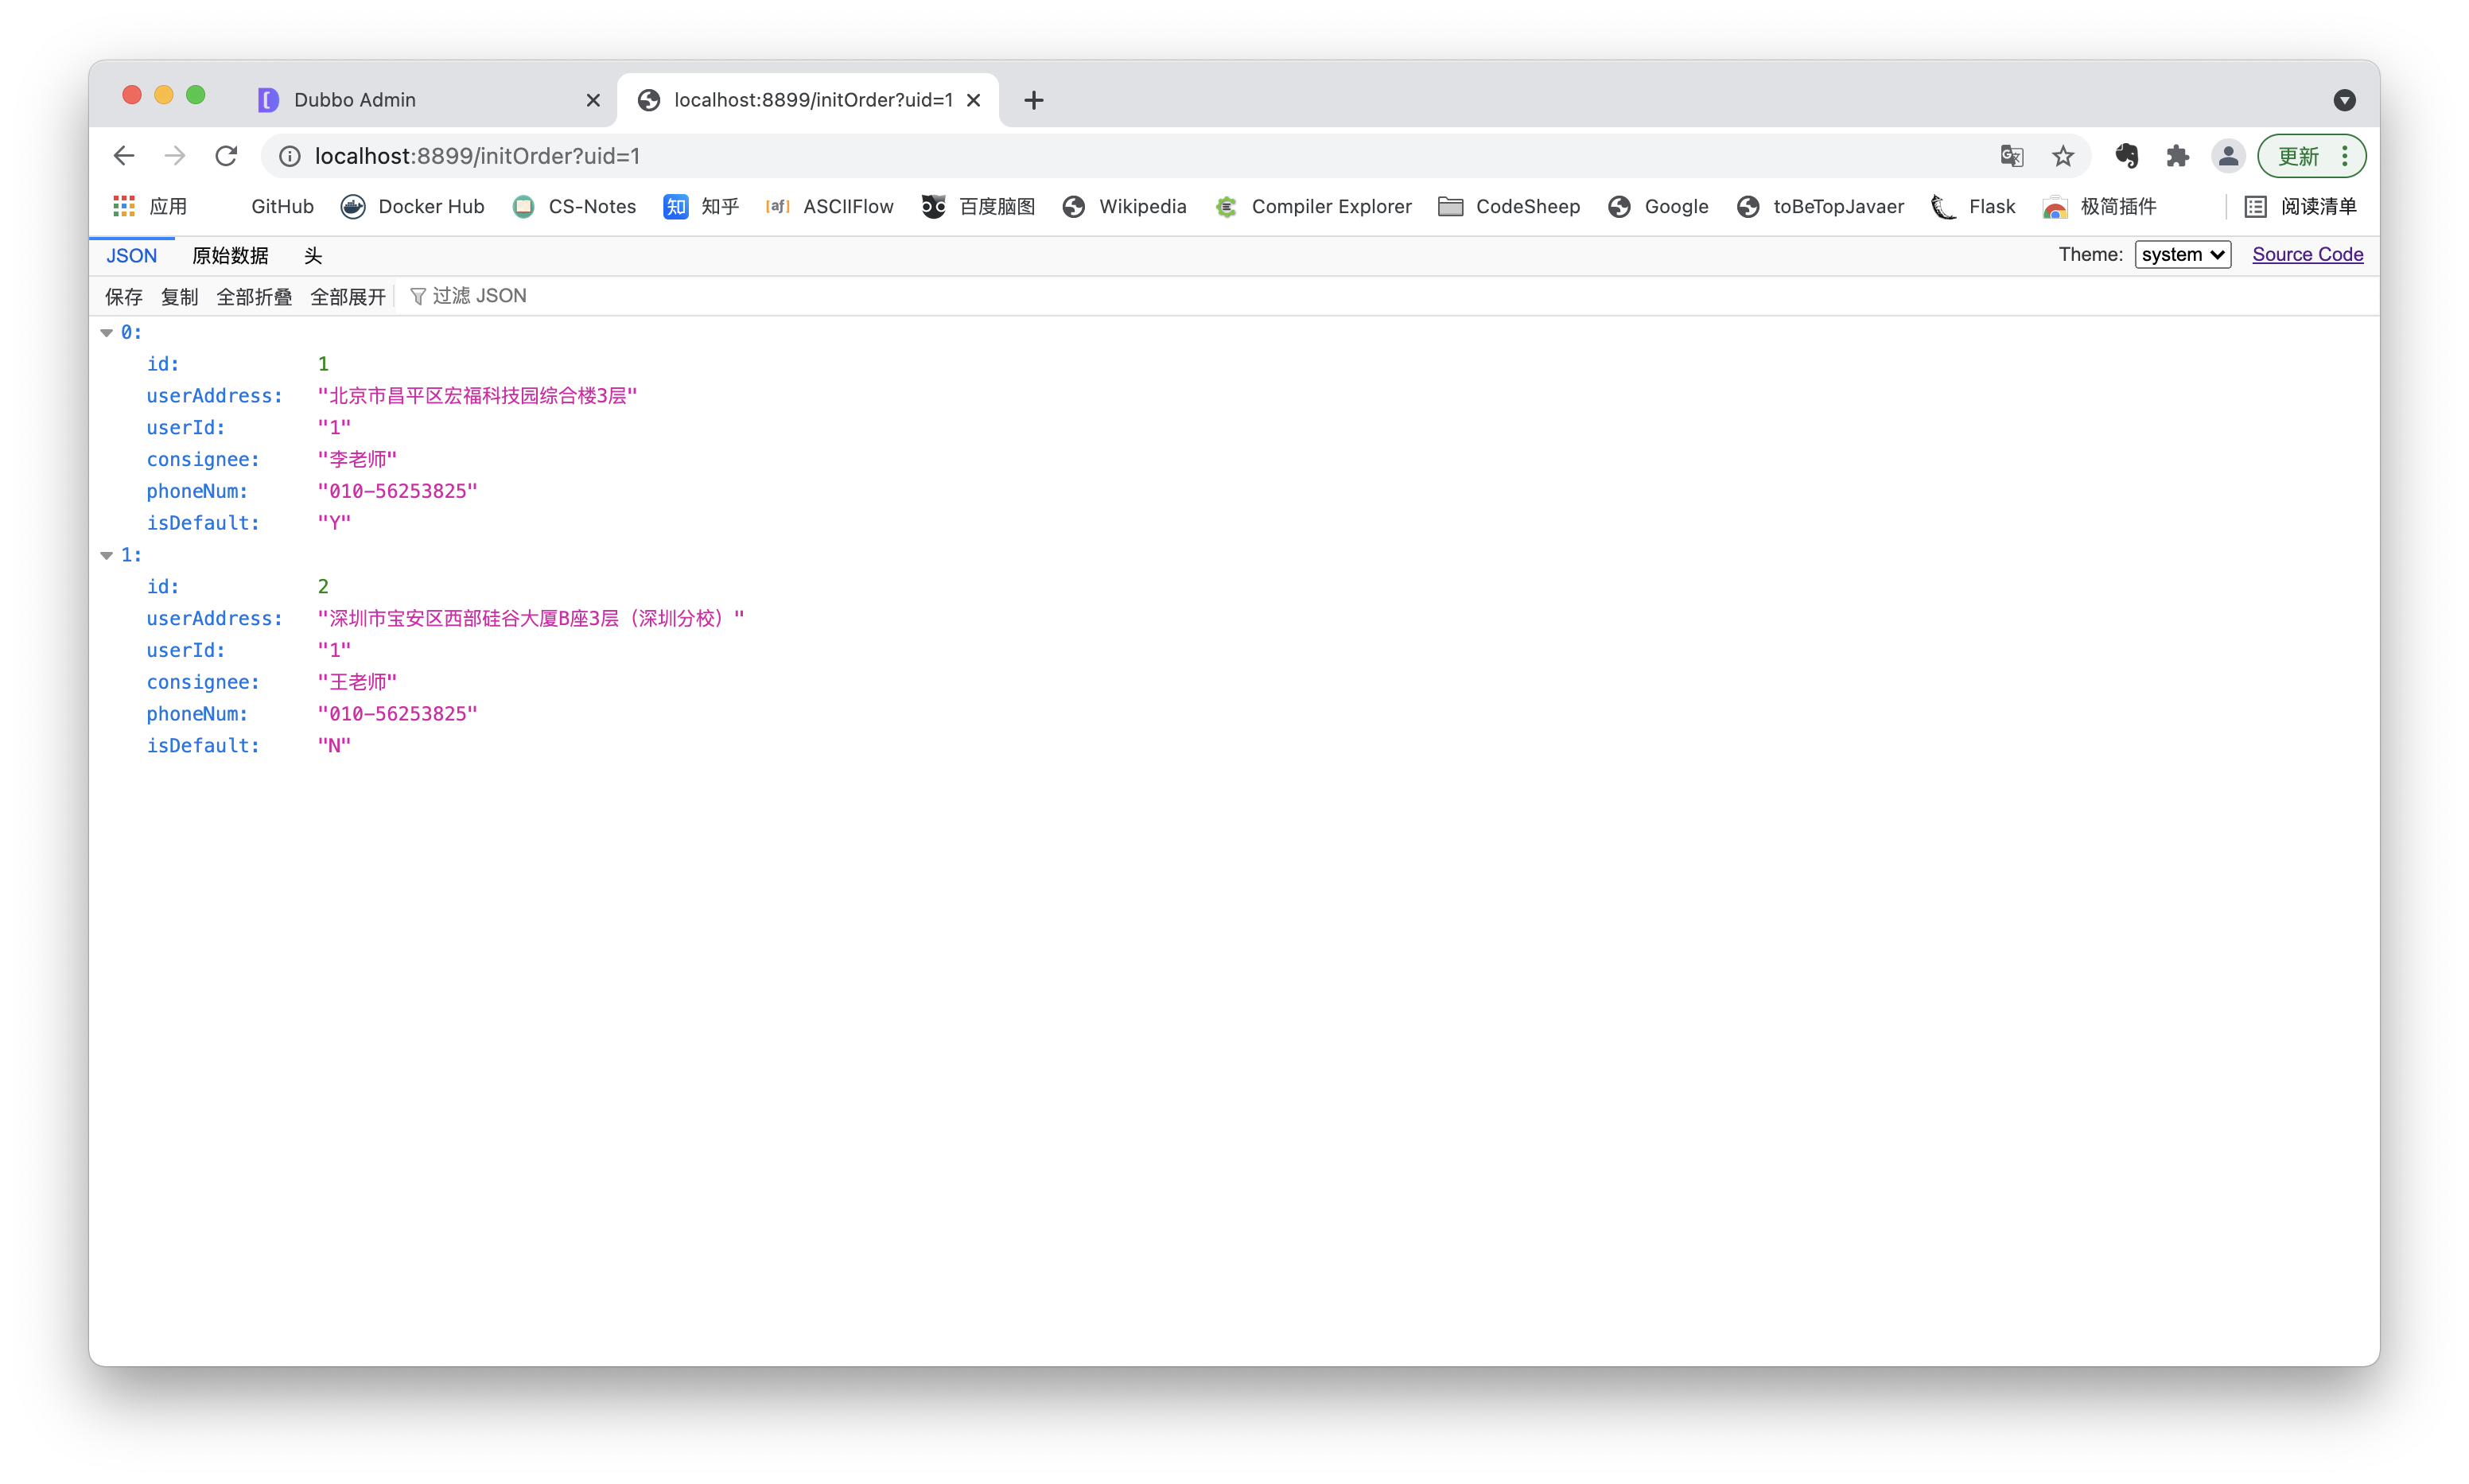 Dubbo Admin
localhost:8899/initOrder?uid=1
localhost:8899/initOrder?uid=1
更新
应用 GitHub Docker Hub CS-Notes 知 知乎 [af] ASCIIFlow 百度脑图 Wikipedia Compiler Explorer CodeSheep Google toBeTopJavaer Flask 极简插件 阅读清单
JSON 原始数据 头 Theme: system Source Code
保存 复制 全部折叠 全部展开 过滤 JSON
0:
id: 1
userAddress: "北京市昌平区宏福科技园综合楼3层"
userId: "1"
consignee: "李老师"
phoneNum: "010-56253825"
isDefault: "Y"
1:
id: 2
userAddress: "深圳市宝安区西部硅谷大厦B座3层（深圳分校）"
userId: "1"
consignee: "王老师"
phoneNum: "010-56253825"
isDefault: "N"